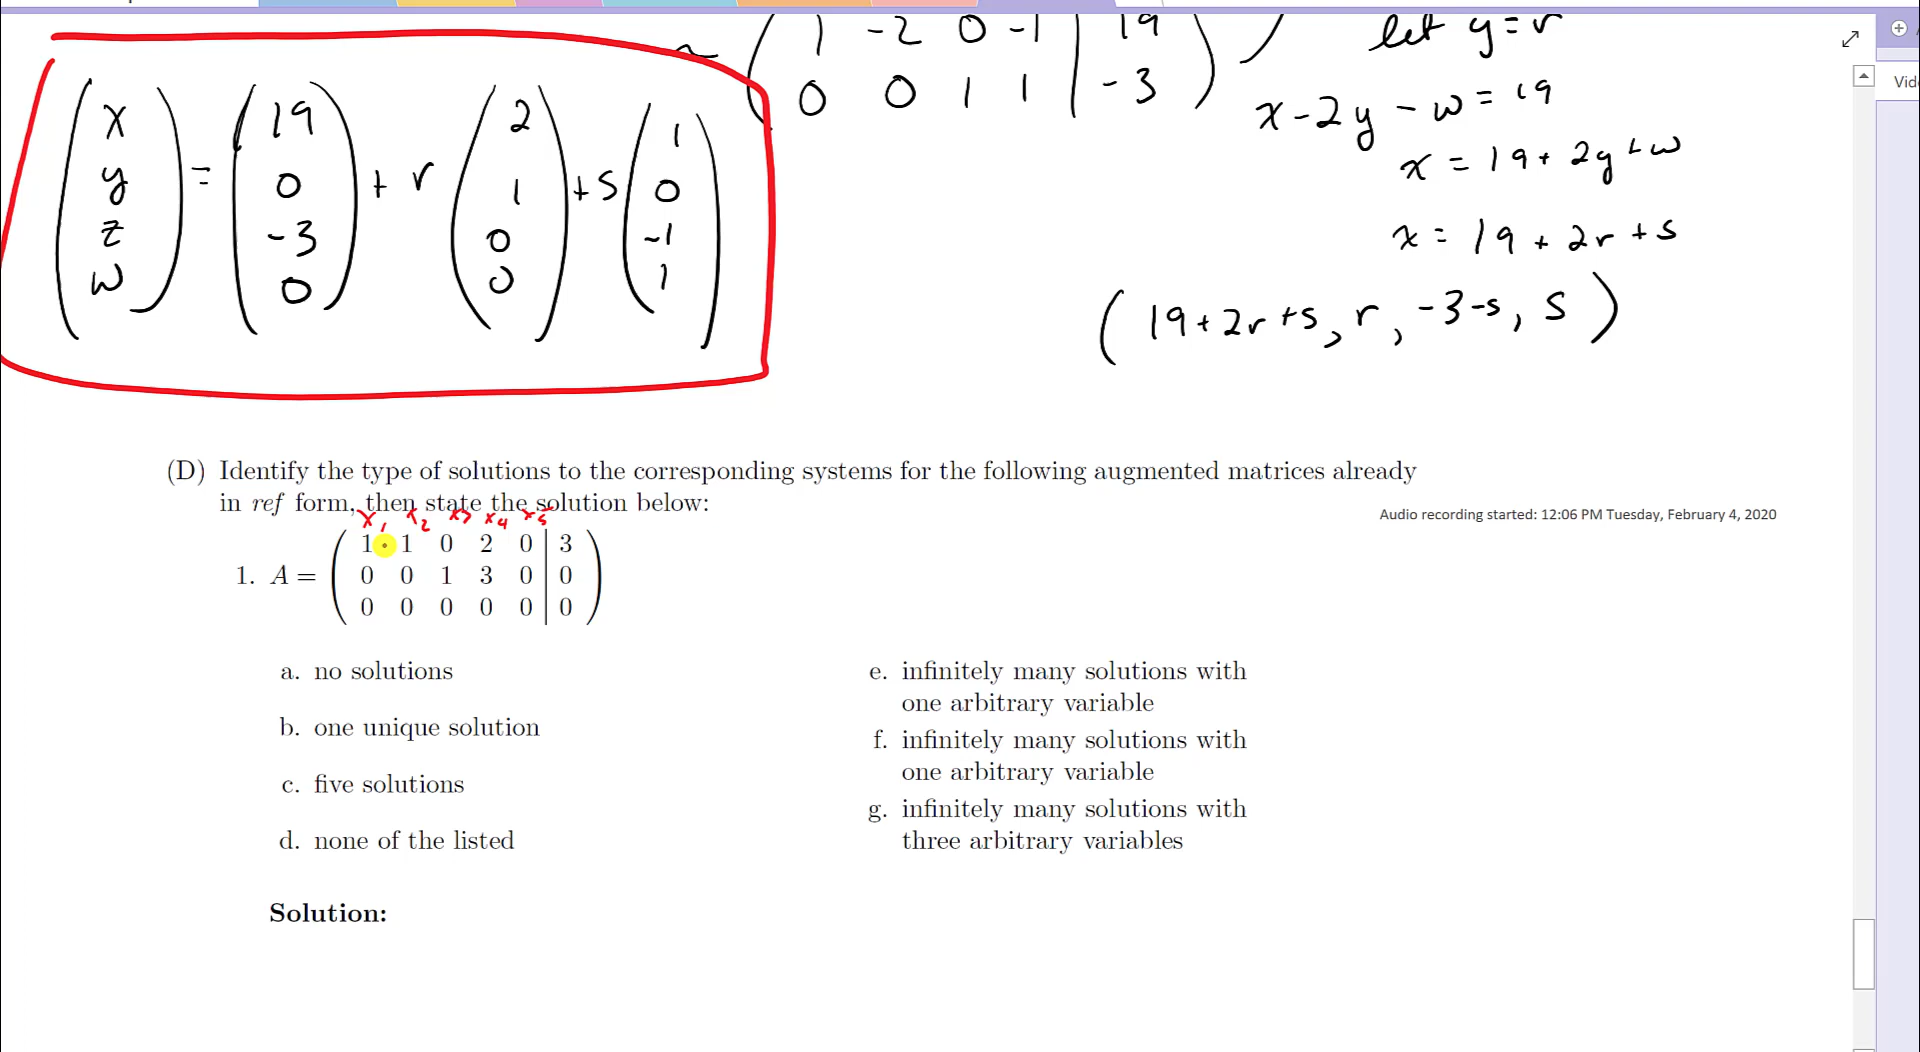 ( 1 -2 0 -1 | 19 )
~ ( 0 0 1 1 | -3 )
let y = r
x - 2y - w = 19
x = 19 + 2y + w
x = 19 + 2r + s
( 19 + 2r + s, r, -3 - s, s )
( x ) = ( 19 ) + r ( 2 ) + s ( 1 )
( y ) ( 0 ) ( 1 ) ( 0 )
( z ) ( -3 ) ( 0 ) ( -1 )
( w ) ( 0 ) ( 0 ) ( 1 )
Vid
(D) Identify the type of solutions to the corresponding systems for the following augmented matrices already
in ref form, then state the solution below:
Audio recording started: 12:06 PM Tuesday, February 4, 2020
x1 x2 x3 x4 x5
1 1 0 2 0 | 3
1. A = 0 0 1 3 0 | 0
0 0 0 0 0 | 0
a. no solutions
b. one unique solution
c. five solutions
d. none of the listed
e. infinitely many solutions with
one arbitrary variable
f. infinitely many solutions with
one arbitrary variable
g. infinitely many solutions with
three arbitrary variables
Solution: